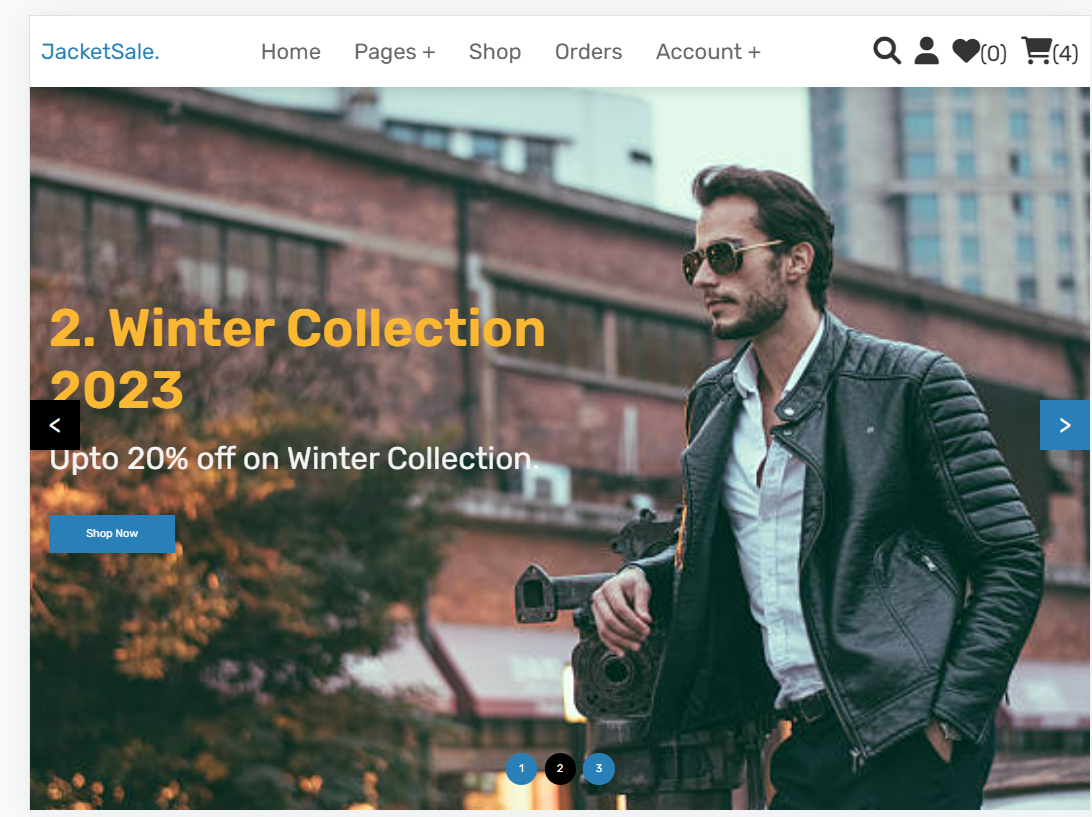 JacketSale. Home Pages + Shop Orders Account + (0) (4)
2. Winter Collection
2023
< >
Upto 20% off on Winter Collection.
Shop Now
1 2 3